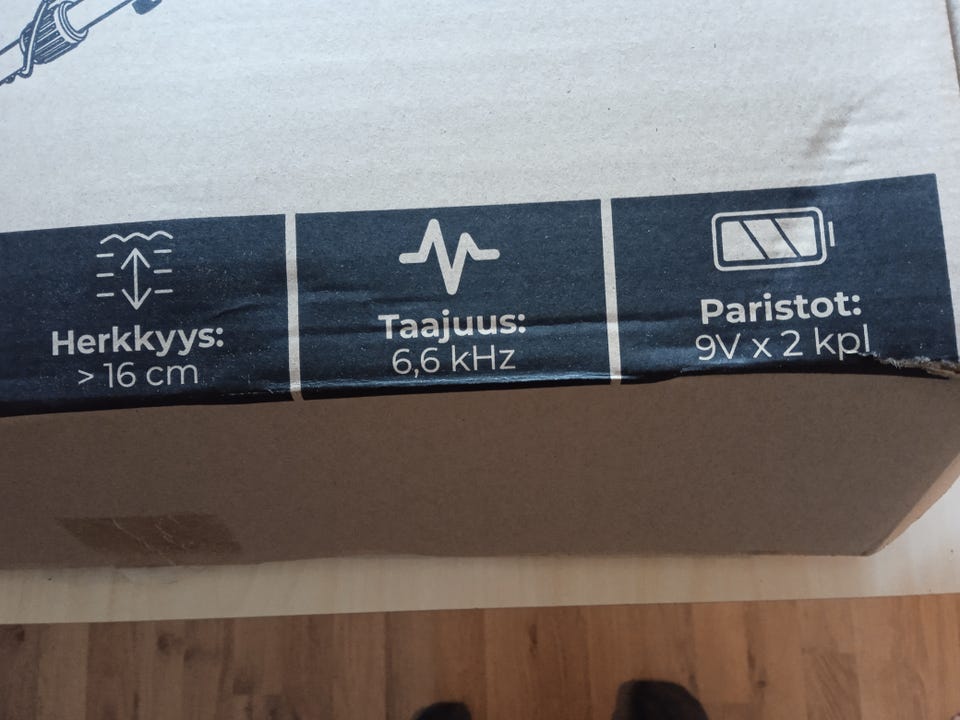 Herkkyys:
> 16 cm
Taajuus:
6,6 kHz
Paristot:
9V x 2 kpl